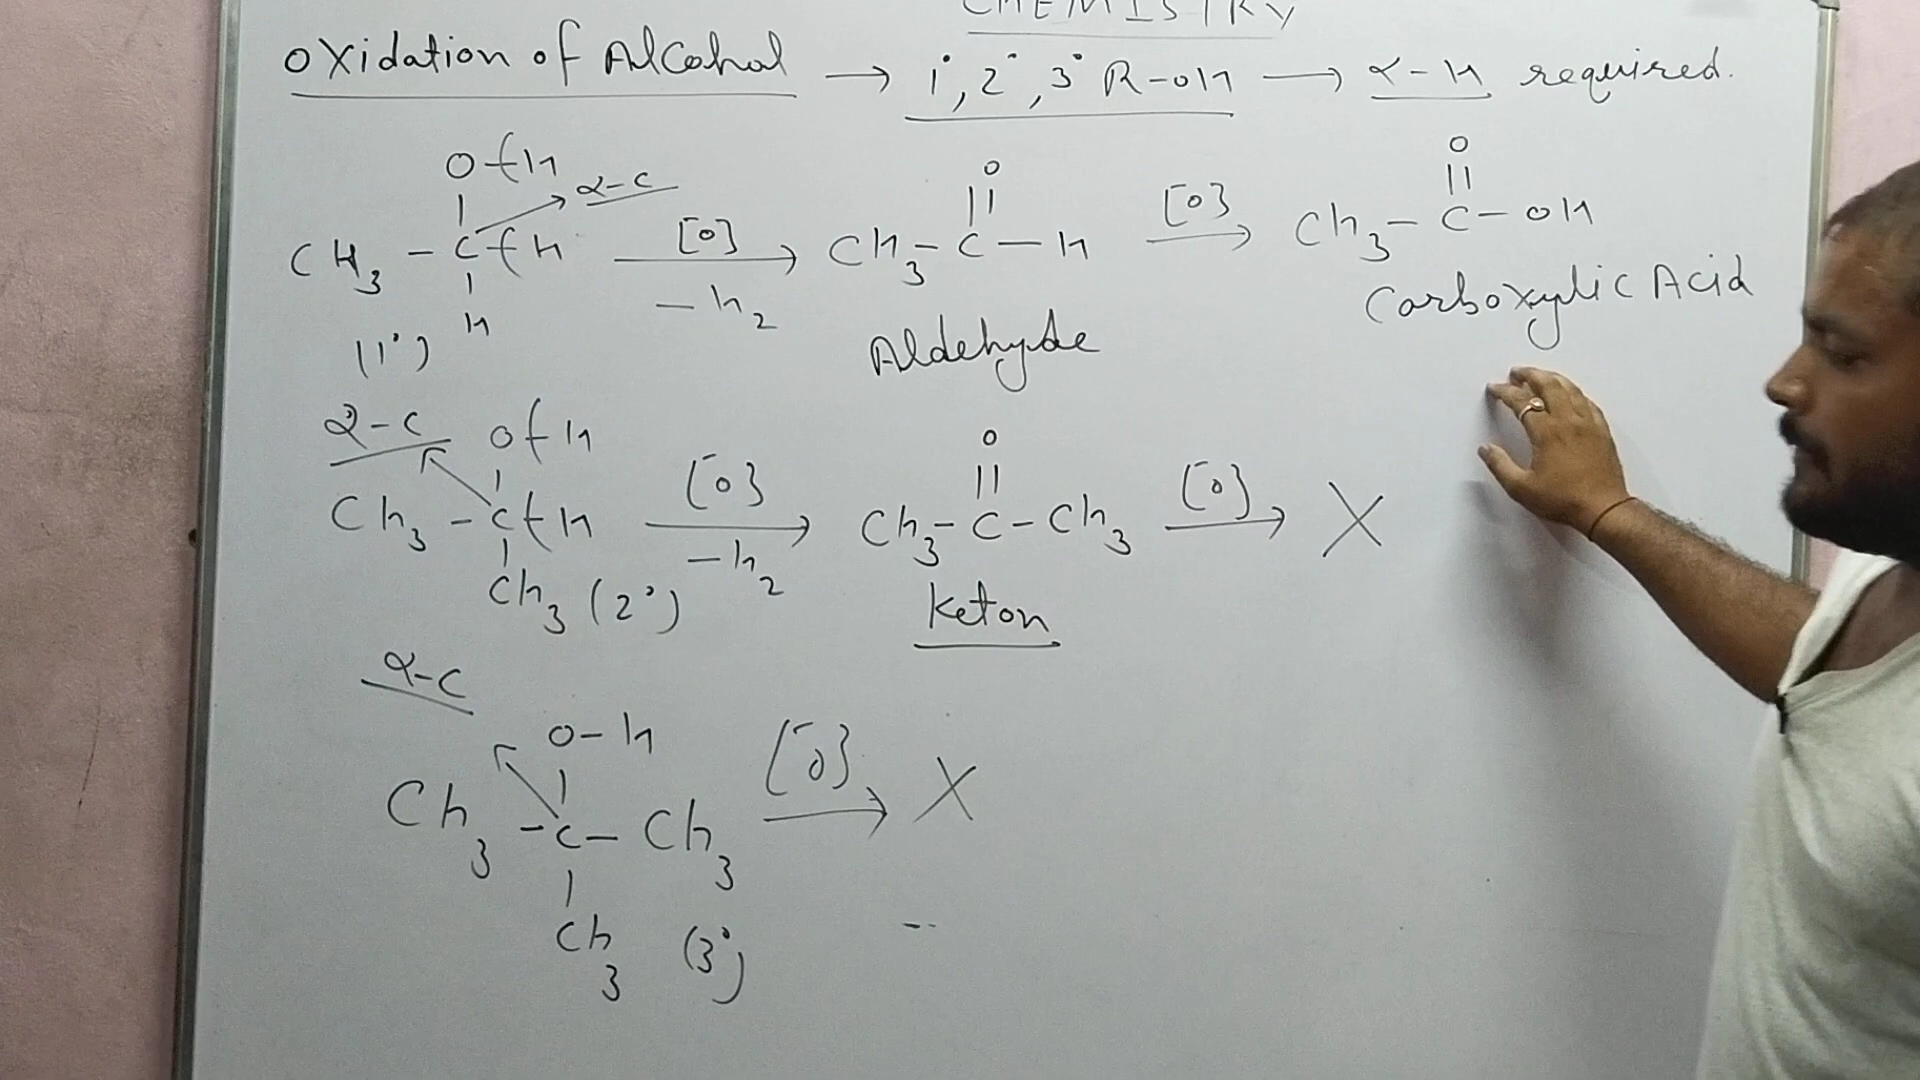 CHEMISTRY
Oxidation of Alcohal → 1°, 2°, 3° R-OH → α-H required.
O-H
α-C
CH3 - C - H [O] → - H2 CH3 - C - H [O] → CH3 - C - OH
O
O
H
(1°)
Aldehyde
Carboxylic Acid
α-C
O-H
O
CH3 - C - H [O] → - H2 CH3 - C - CH3 [O] → X
CH3 (2°)
Keton
α-C
O-H
CH3 - C - CH3 [O] → X
CH3 (3°)